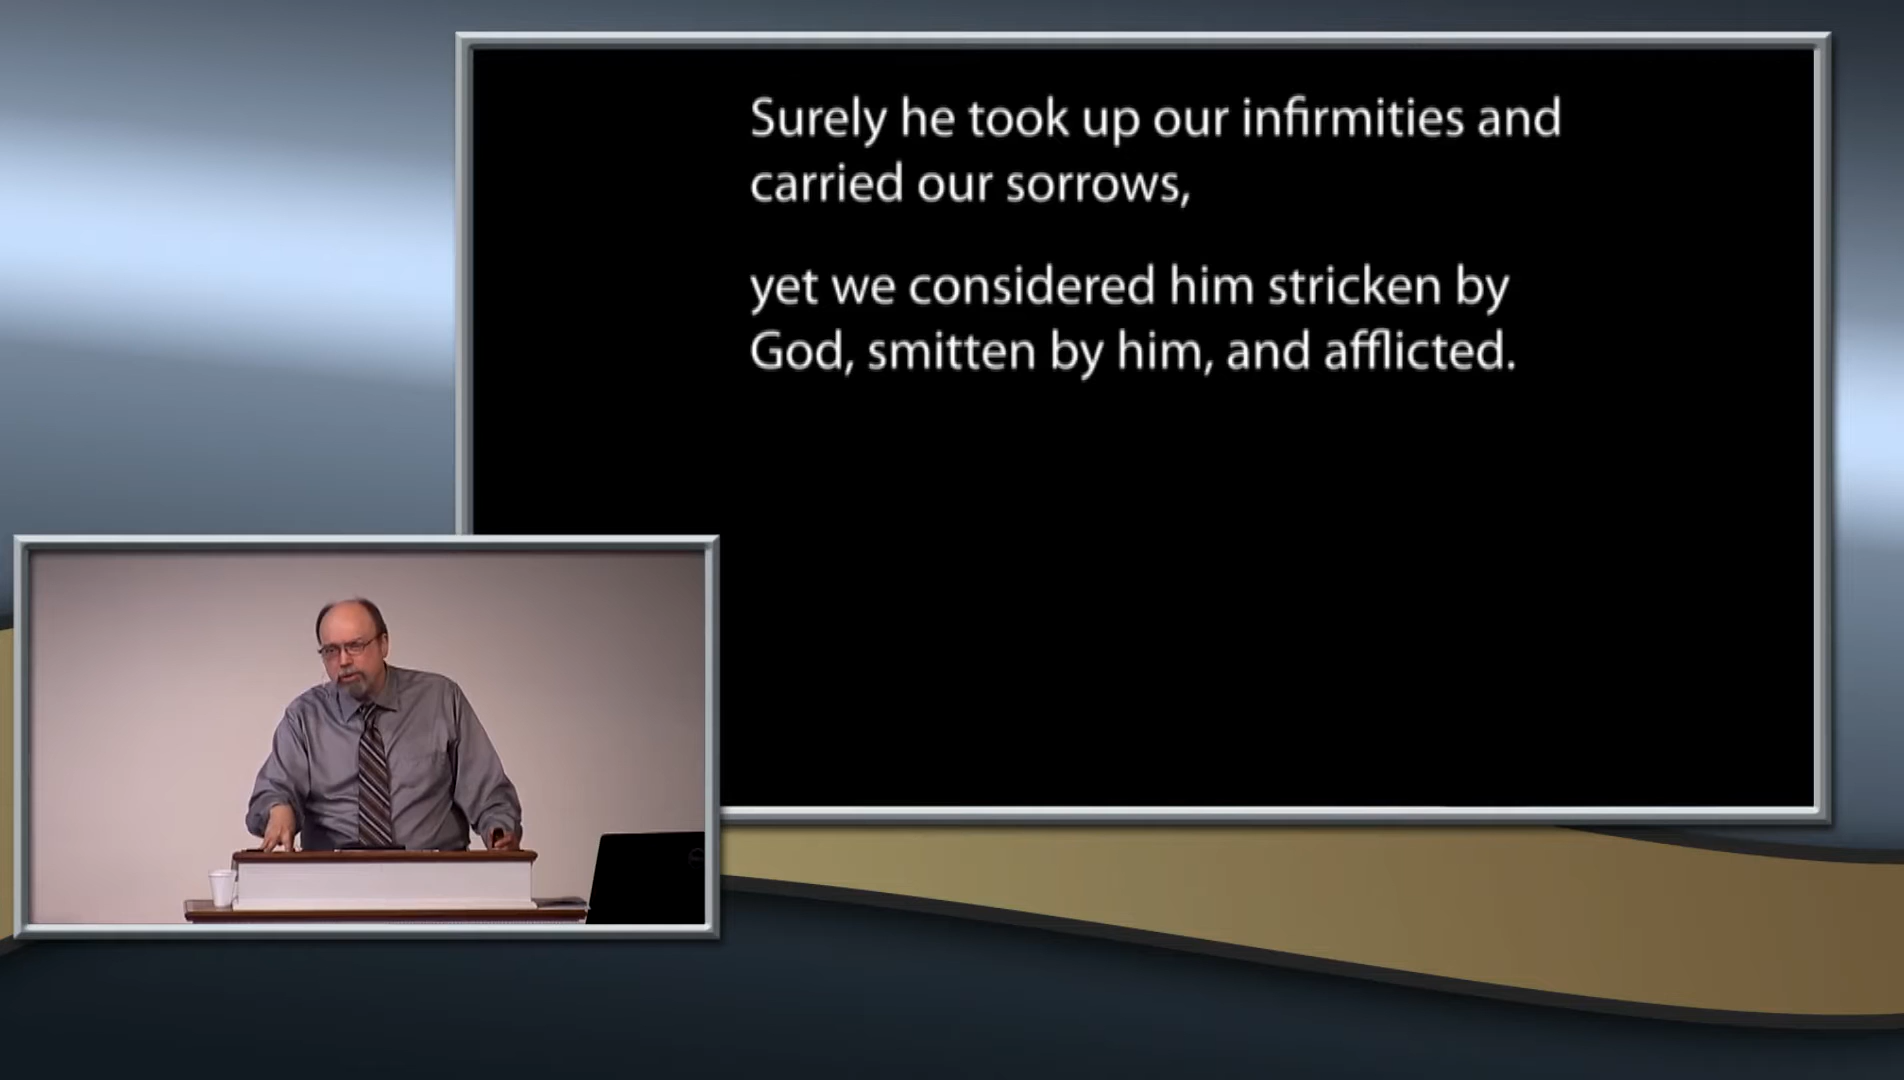 Surely he took up our infirmities and
carried our sorrows,
yet we considered him stricken by
God, smitten by him, and afflicted.